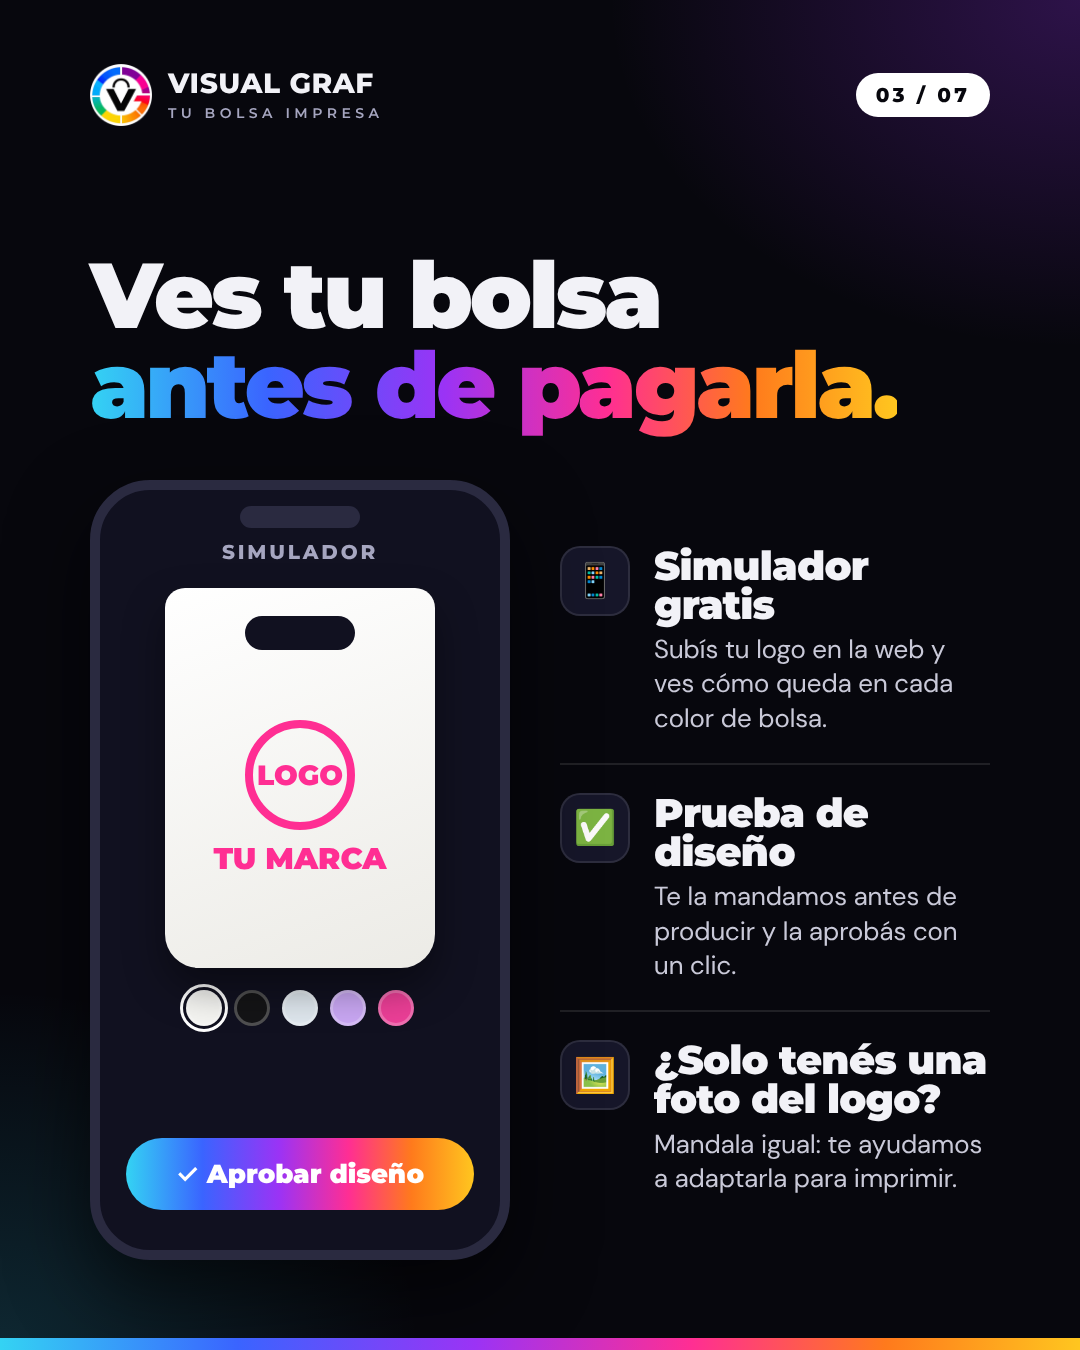 VISUAL GRAF
TU BOLSA IMPRESA
03 / 07
Ves tu bolsa
antes de pagarla.
SIMULADOR
LOGO
TU MARCA
✓ Aprobar diseño
Simulador
gratis
Subís tu logo en la web y
ves cómo queda en cada
color de bolsa.
Prueba de
diseño
Te la mandamos antes de
producir y la aprobás con
un clic.
¿Solo tenés una
foto del logo?
Mandala igual: te ayudamos
a adaptarla para imprimir.